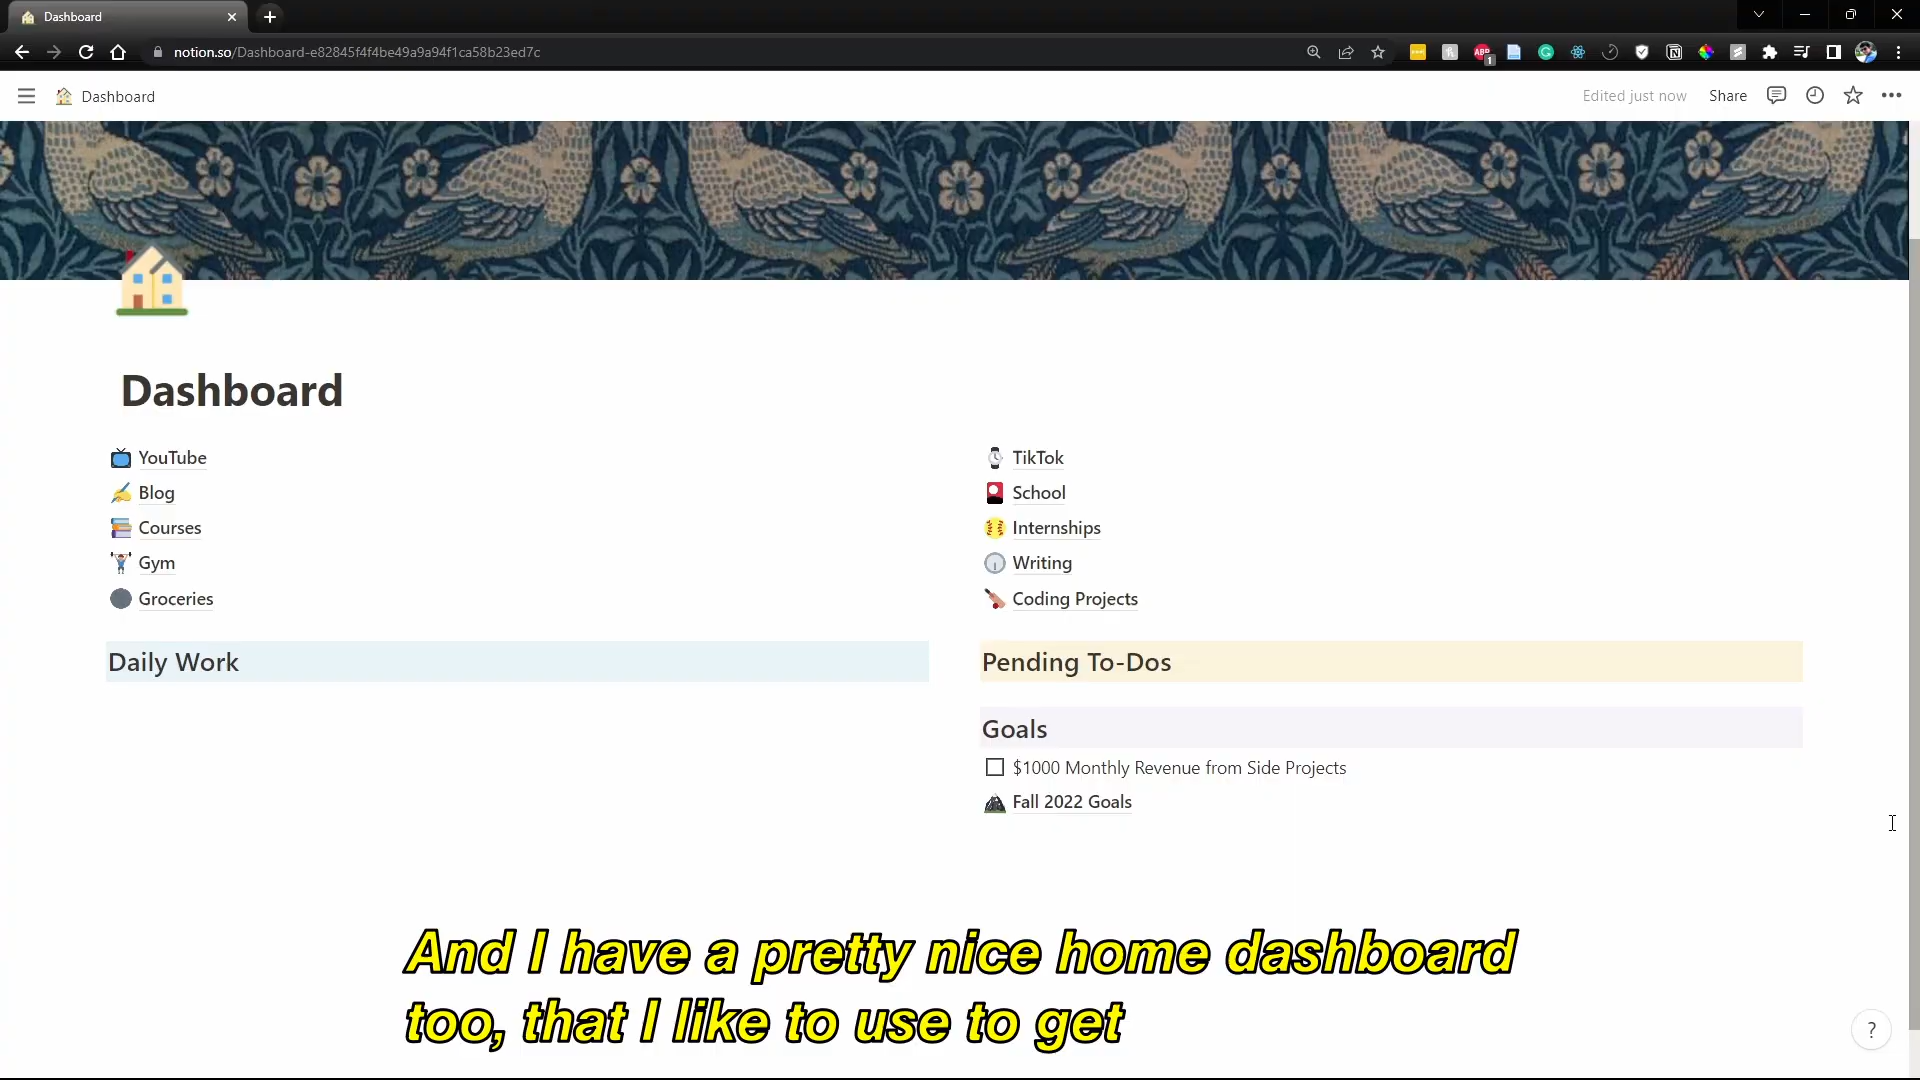 Dashboard
notion.so/Dashboard-e82845f4f4be49a9a94f1ca58b23ed7c
ABP
1
Dashboard
Edited just now
Share
Dashboard
YouTube
Blog
Courses
Gym
Groceries
TikTok
School
Internships
Writing
Coding Projects
Daily Work
Pending To-Dos
Goals
$1000 Monthly Revenue from Side Projects
Fall 2022 Goals
And I have a pretty nice home dashboard
too, that I like to use to get
?